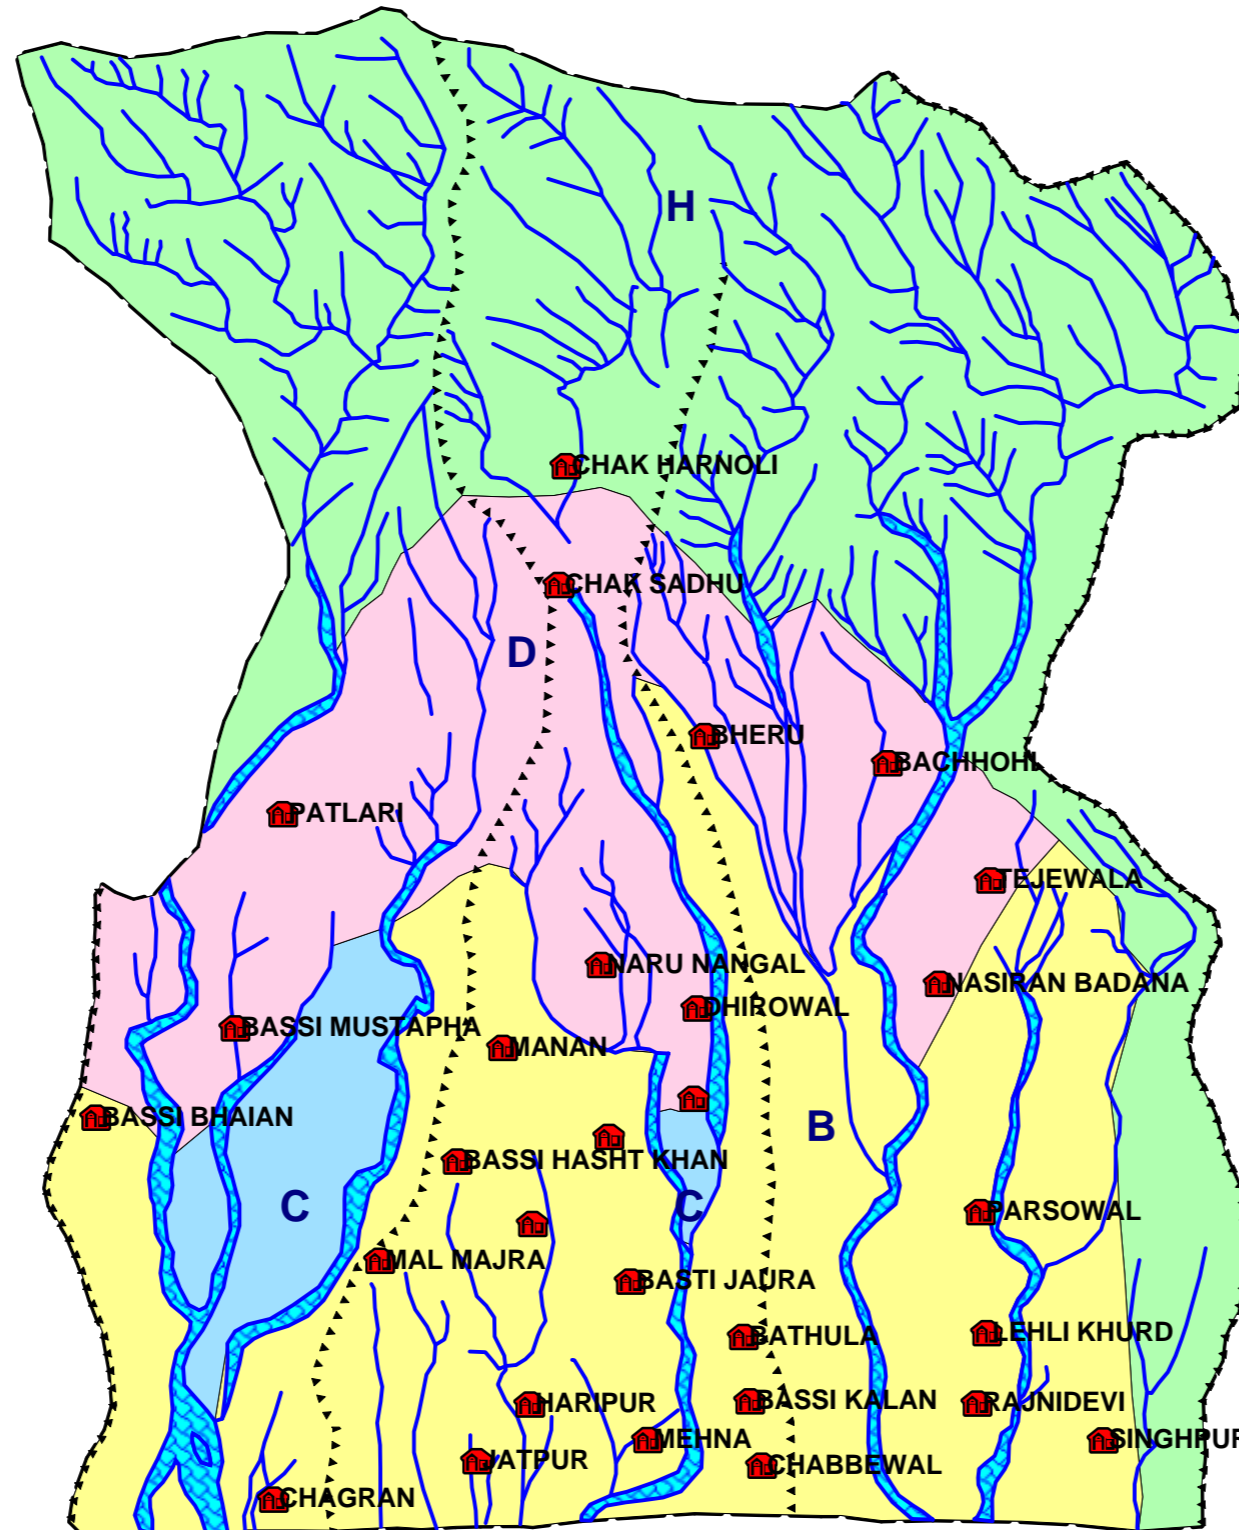 H
CHAK HARNOLI
CHAK SADHU
D
BHERU
BACHHOHI
PATLARI
TEJEWALA
NARU NANGAL
NASIRAN BADANA
DHIROWAL
BASSI MUSTAPHA
MANAN
BASSI BHAIAN
B
BASSI HASHT KHAN
C
C
PARSOWAL
MAL MAJRA
BASTI JAURA
BATHULA
LEHLI KHURD
HARIPUR
BASSI KALAN
RAJNIDEVI
MEHNA
SINGHPUR
JATPUR
CHABBEWAL
CHAGRAN